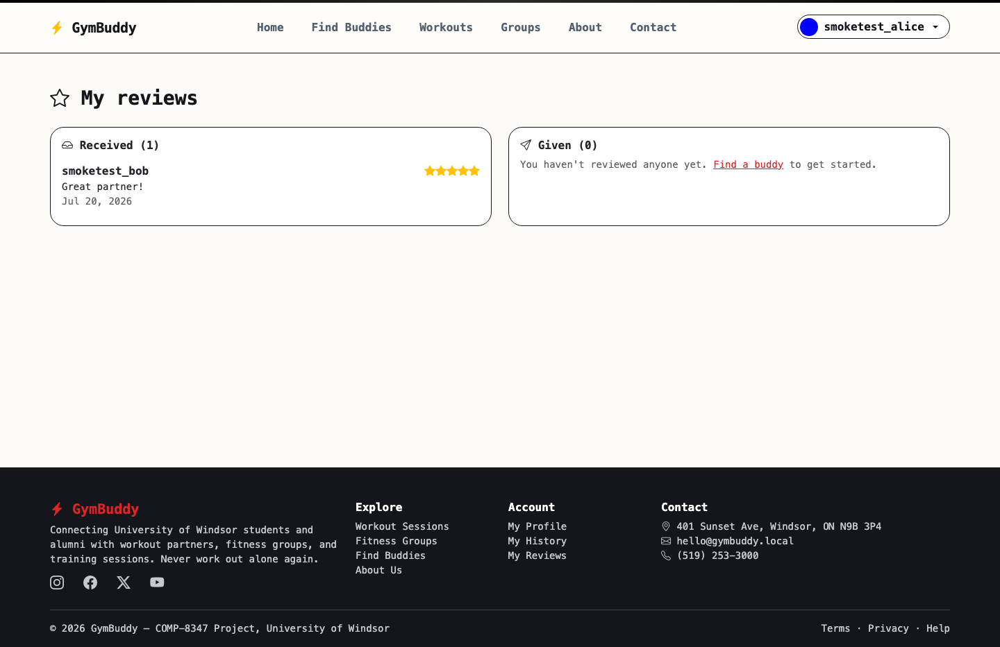 GymBuddy
Home Find Buddies Workouts Groups About Contact
smoketest_alice
My reviews
Received (1)
smoketest_bob
Great partner!
Jul 20, 2026
Given (0)
You haven't reviewed anyone yet. Find a buddy to get started.
GymBuddy
Connecting University of Windsor students and
alumni with workout partners, fitness groups, and
training sessions. Never work out alone again.
Explore
Workout Sessions
Fitness Groups
Find Buddies
About Us
Account
My Profile
My History
My Reviews
Contact
401 Sunset Ave, Windsor, ON N9B 3P4
hello@gymbuddy.local
(519) 253-3000
© 2026 GymBuddy — COMP-8347 Project, University of Windsor
Terms · Privacy · Help